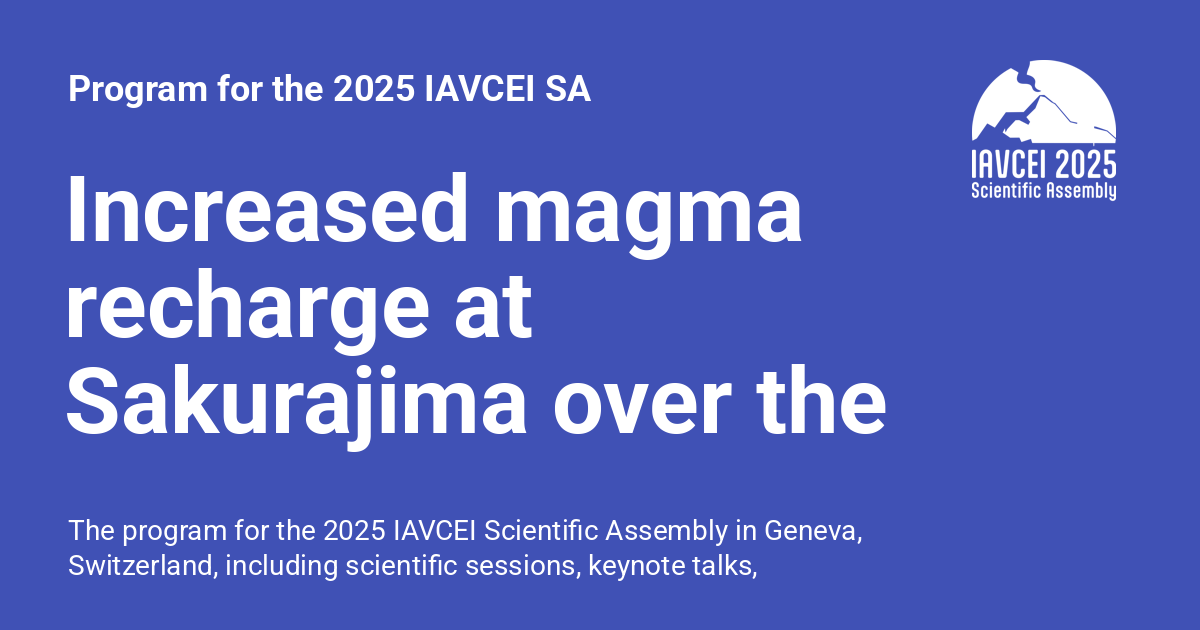 Program for the 2025 IAVCEI SA
IAVCEI 2025
Scientific Assembly
Increased magma
recharge at
Sakurajima over the
The program for the 2025 IAVCEI Scientific Assembly in Geneva,
Switzerland, including scientific sessions, keynote talks,